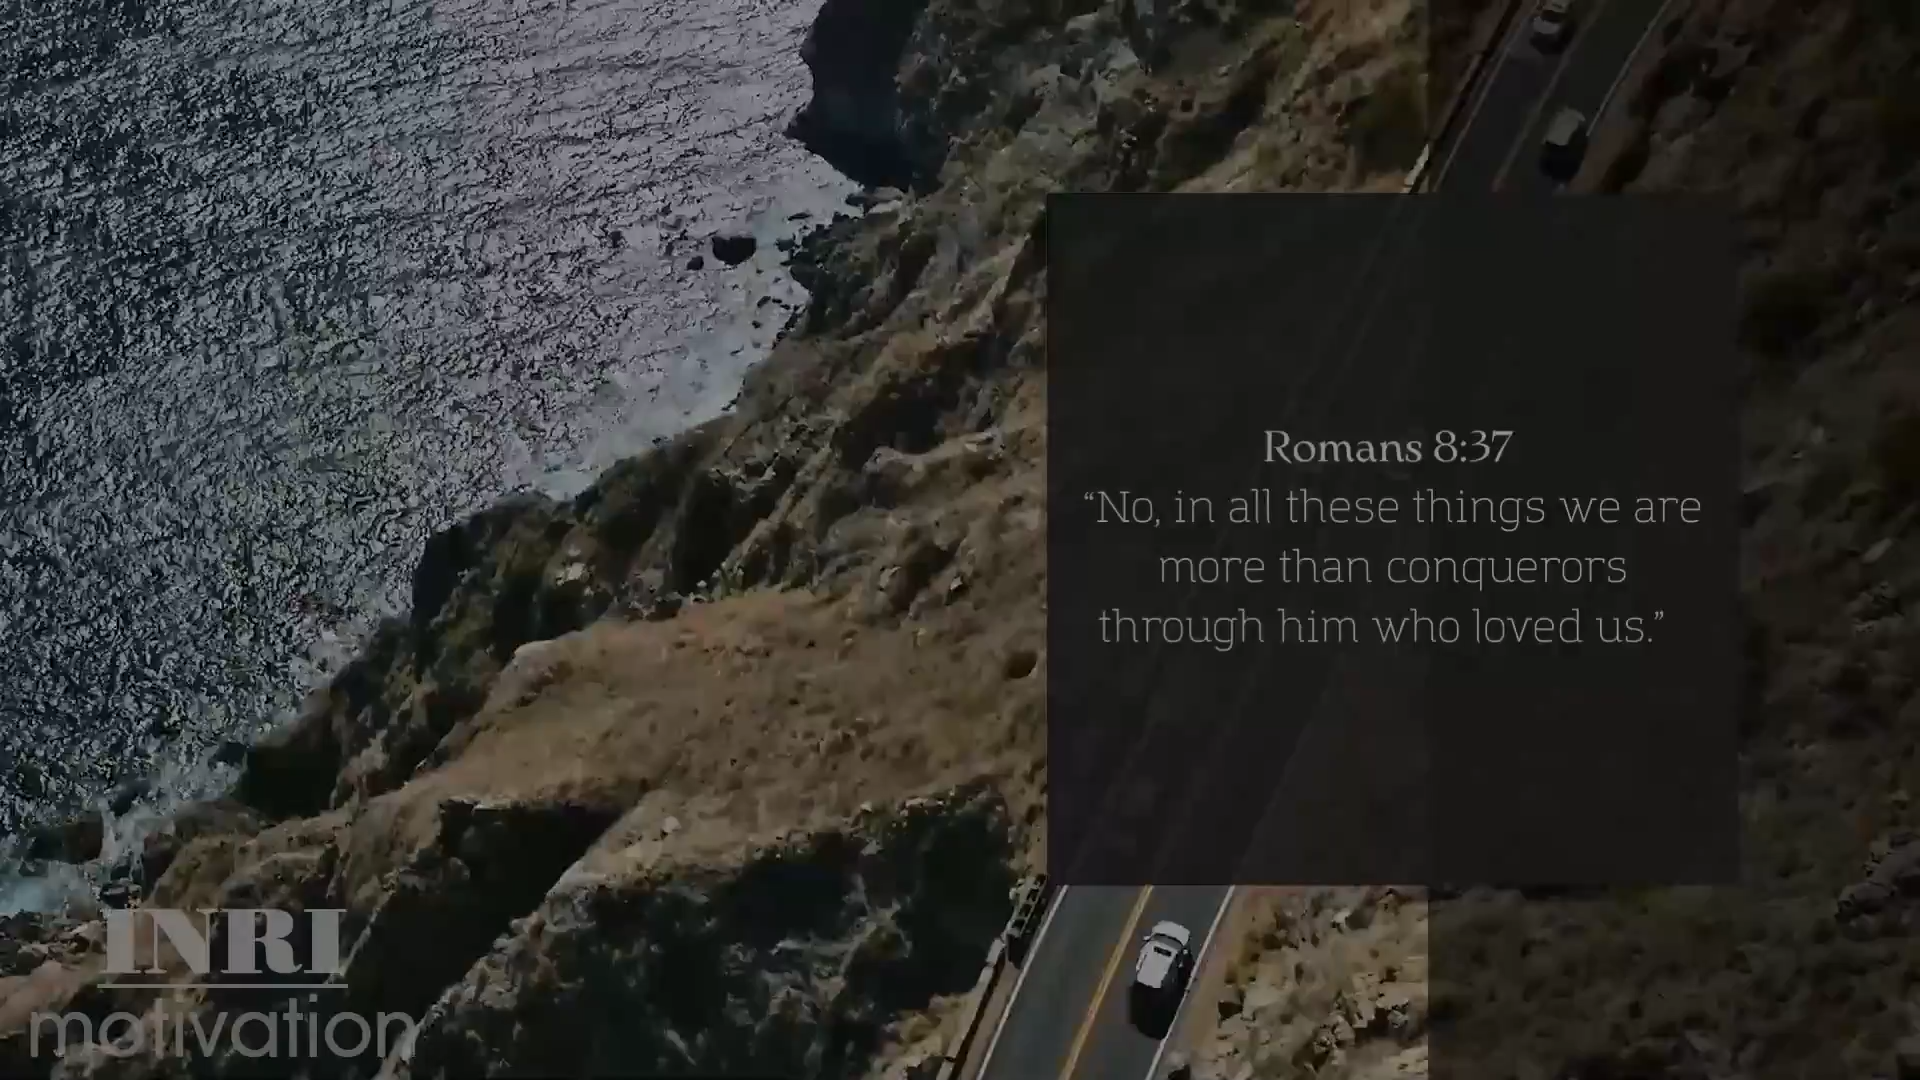 Romans 8:37
“No, in all these things we are
more than conquerors
through him who loved us.”
INRI
motivation